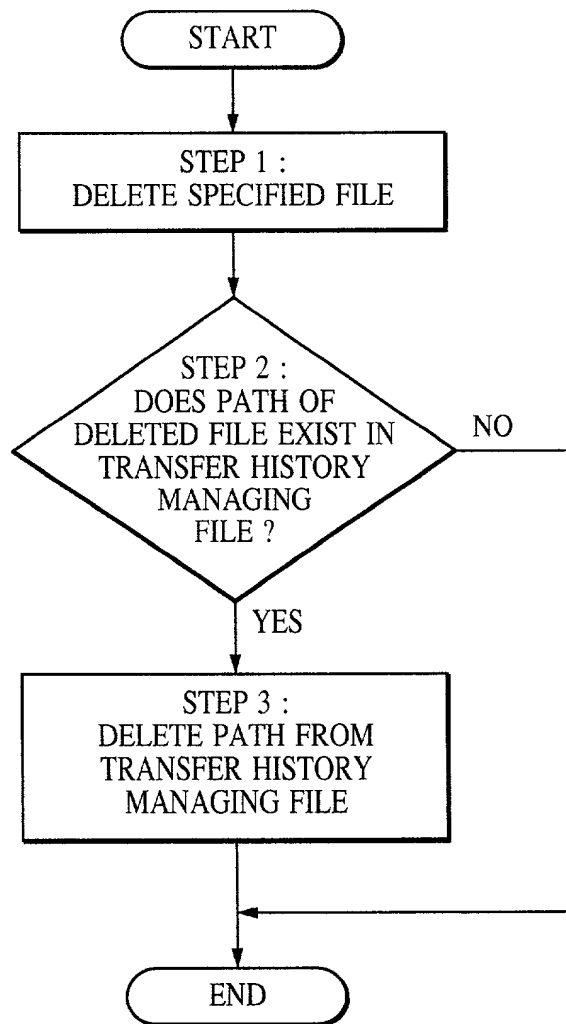 START
STEP 1 :
DELETE SPECIFIED FILE
STEP 2 :
DOES PATH OF
DELETED FILE EXIST IN
TRANSFER HISTORY
MANAGING
FILE ?
NO
YES
STEP 3 :
DELETE PATH FROM
TRANSFER HISTORY
MANAGING FILE
END